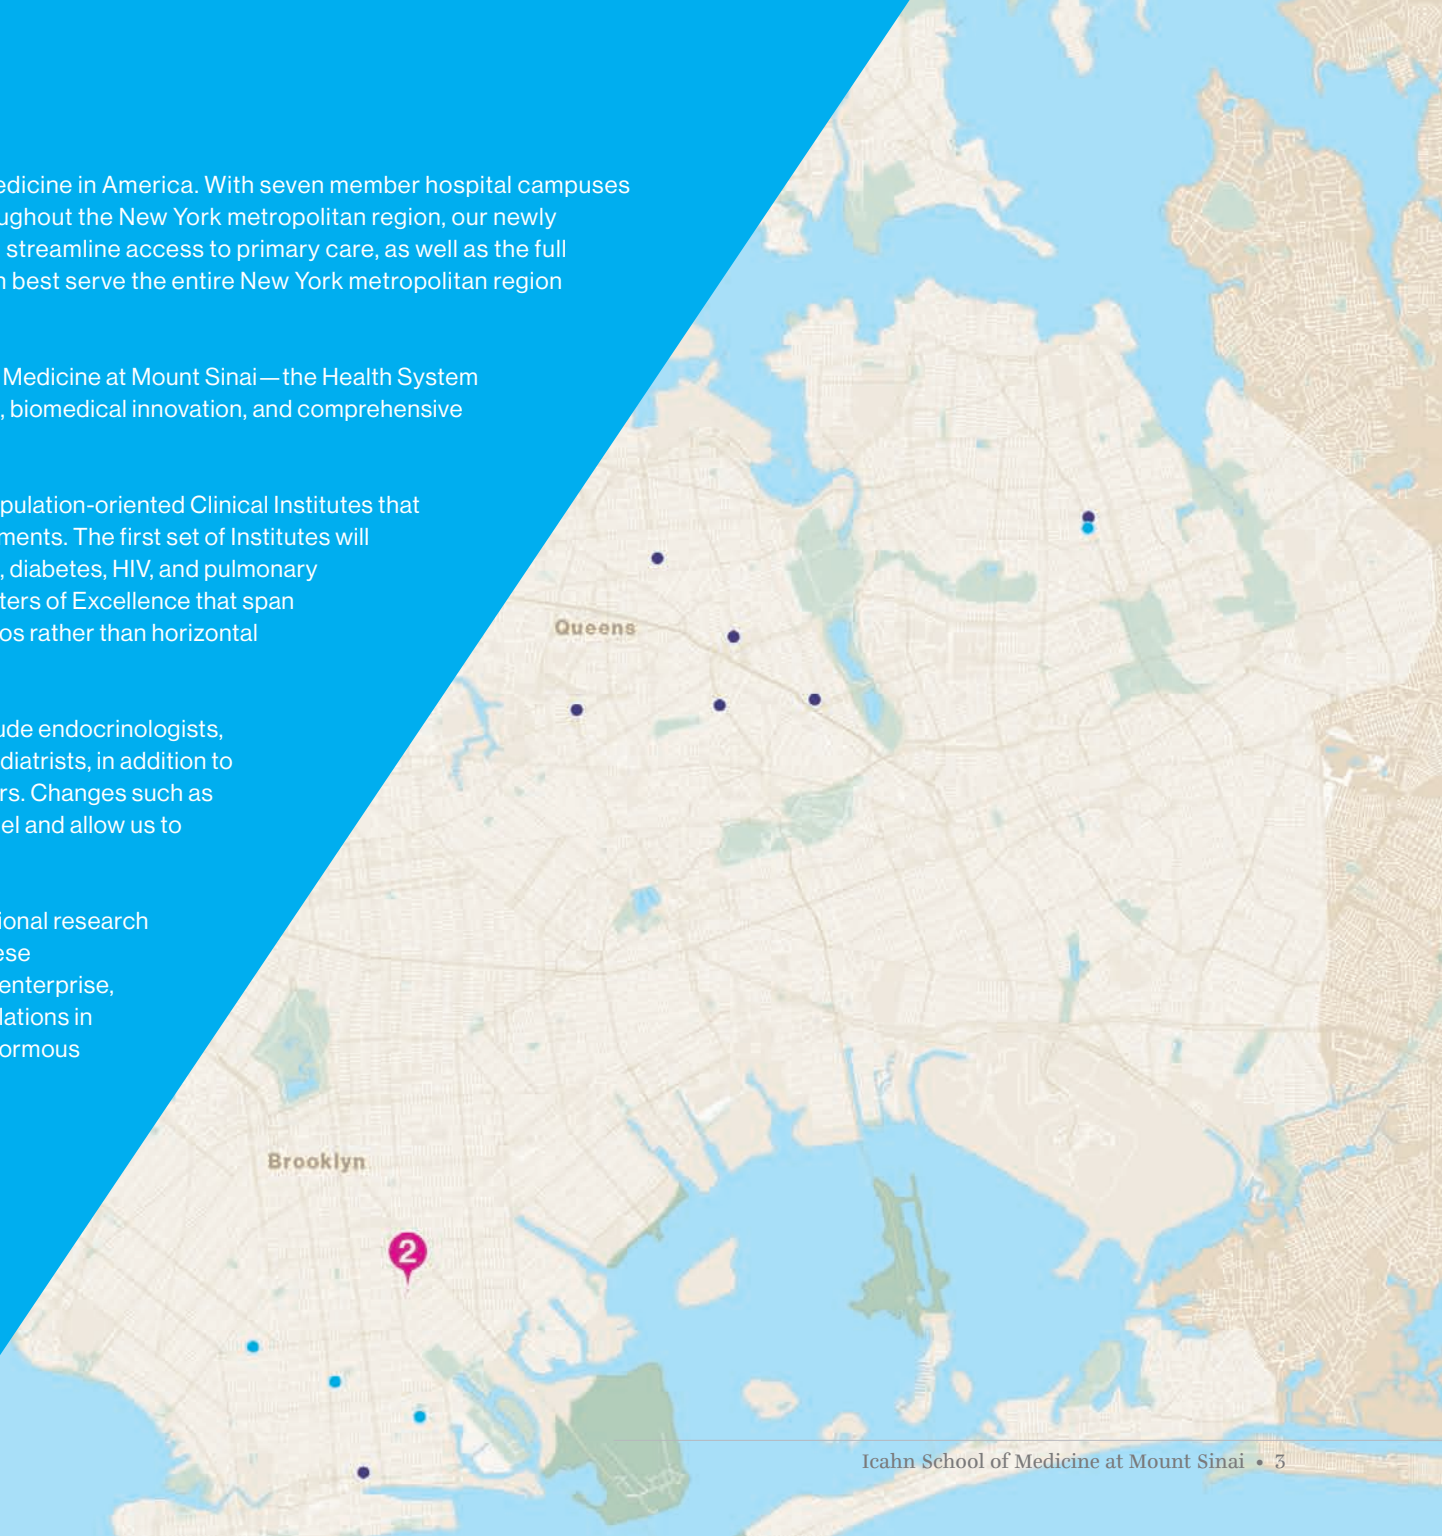 edicine in America. With seven member hospital campuses
ughout the New York metropolitan region, our newly
streamline access to primary care, as well as the full
n best serve the entire New York metropolitan region
Medicine at Mount Sinai—the Health System
, biomedical innovation, and comprehensive
pulation-oriented Clinical Institutes that
ments. The first set of Institutes will
, diabetes, HIV, and pulmonary
ters of Excellence that span
os rather than horizontal
ude endocrinologists,
diatrists, in addition to
rs. Changes such as
el and allow us to
ional research
ese
enterprise,
lations in
ormous
Queens
Brooklyn
2
Icahn School of Medicine at Mount Sinai • 3